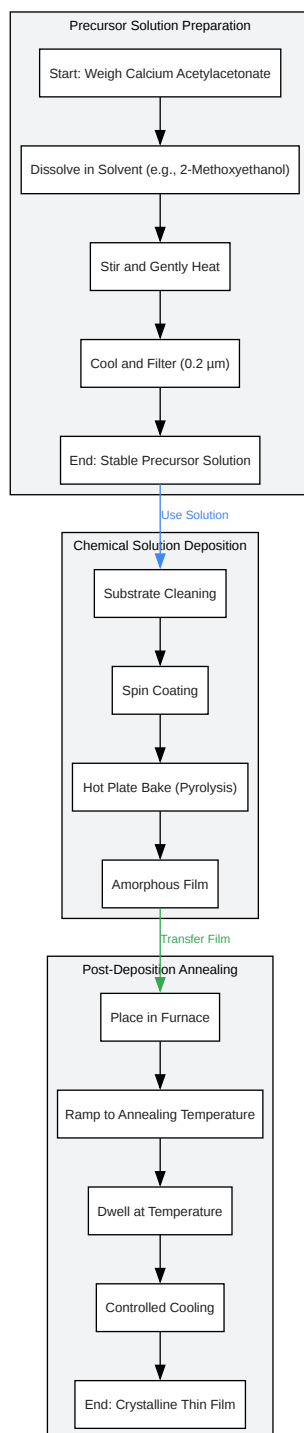 Precursor Solution Preparation
Start: Weigh Calcium Acetylacetonate
Dissolve in Solvent (e.g., 2-Methoxyethanol)
Stir and Gently Heat
Cool and Filter (0.2 µm)
End: Stable Precursor Solution
Use Solution
Chemical Solution Deposition
Substrate Cleaning
Spin Coating
Hot Plate Bake (Pyrolysis)
Amorphous Film
Transfer Film
Post-Deposition Annealing
Place in Furnace
Ramp to Annealing Temperature
Dwell at Temperature
Controlled Cooling
End: Crystalline Thin Film